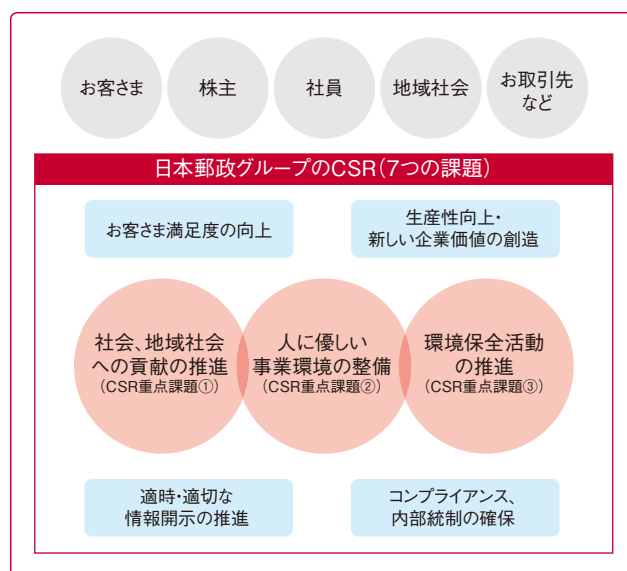 お客さま
株主
社員
地域社会
お取引先
など
日本郵政グループのCSR（7つの課題）
お客さま満足度の向上
生産性向上・
新しい企業価値の創造
社会、地域社会
への貢献の推進
（CSR重点課題①）
人に優しい
事業環境の整備
（CSR重点課題②）
環境保全活動
の推進
（CSR重点課題③）
適時・適切な
情報開示の推進
コンプライアンス、
内部統制の確保